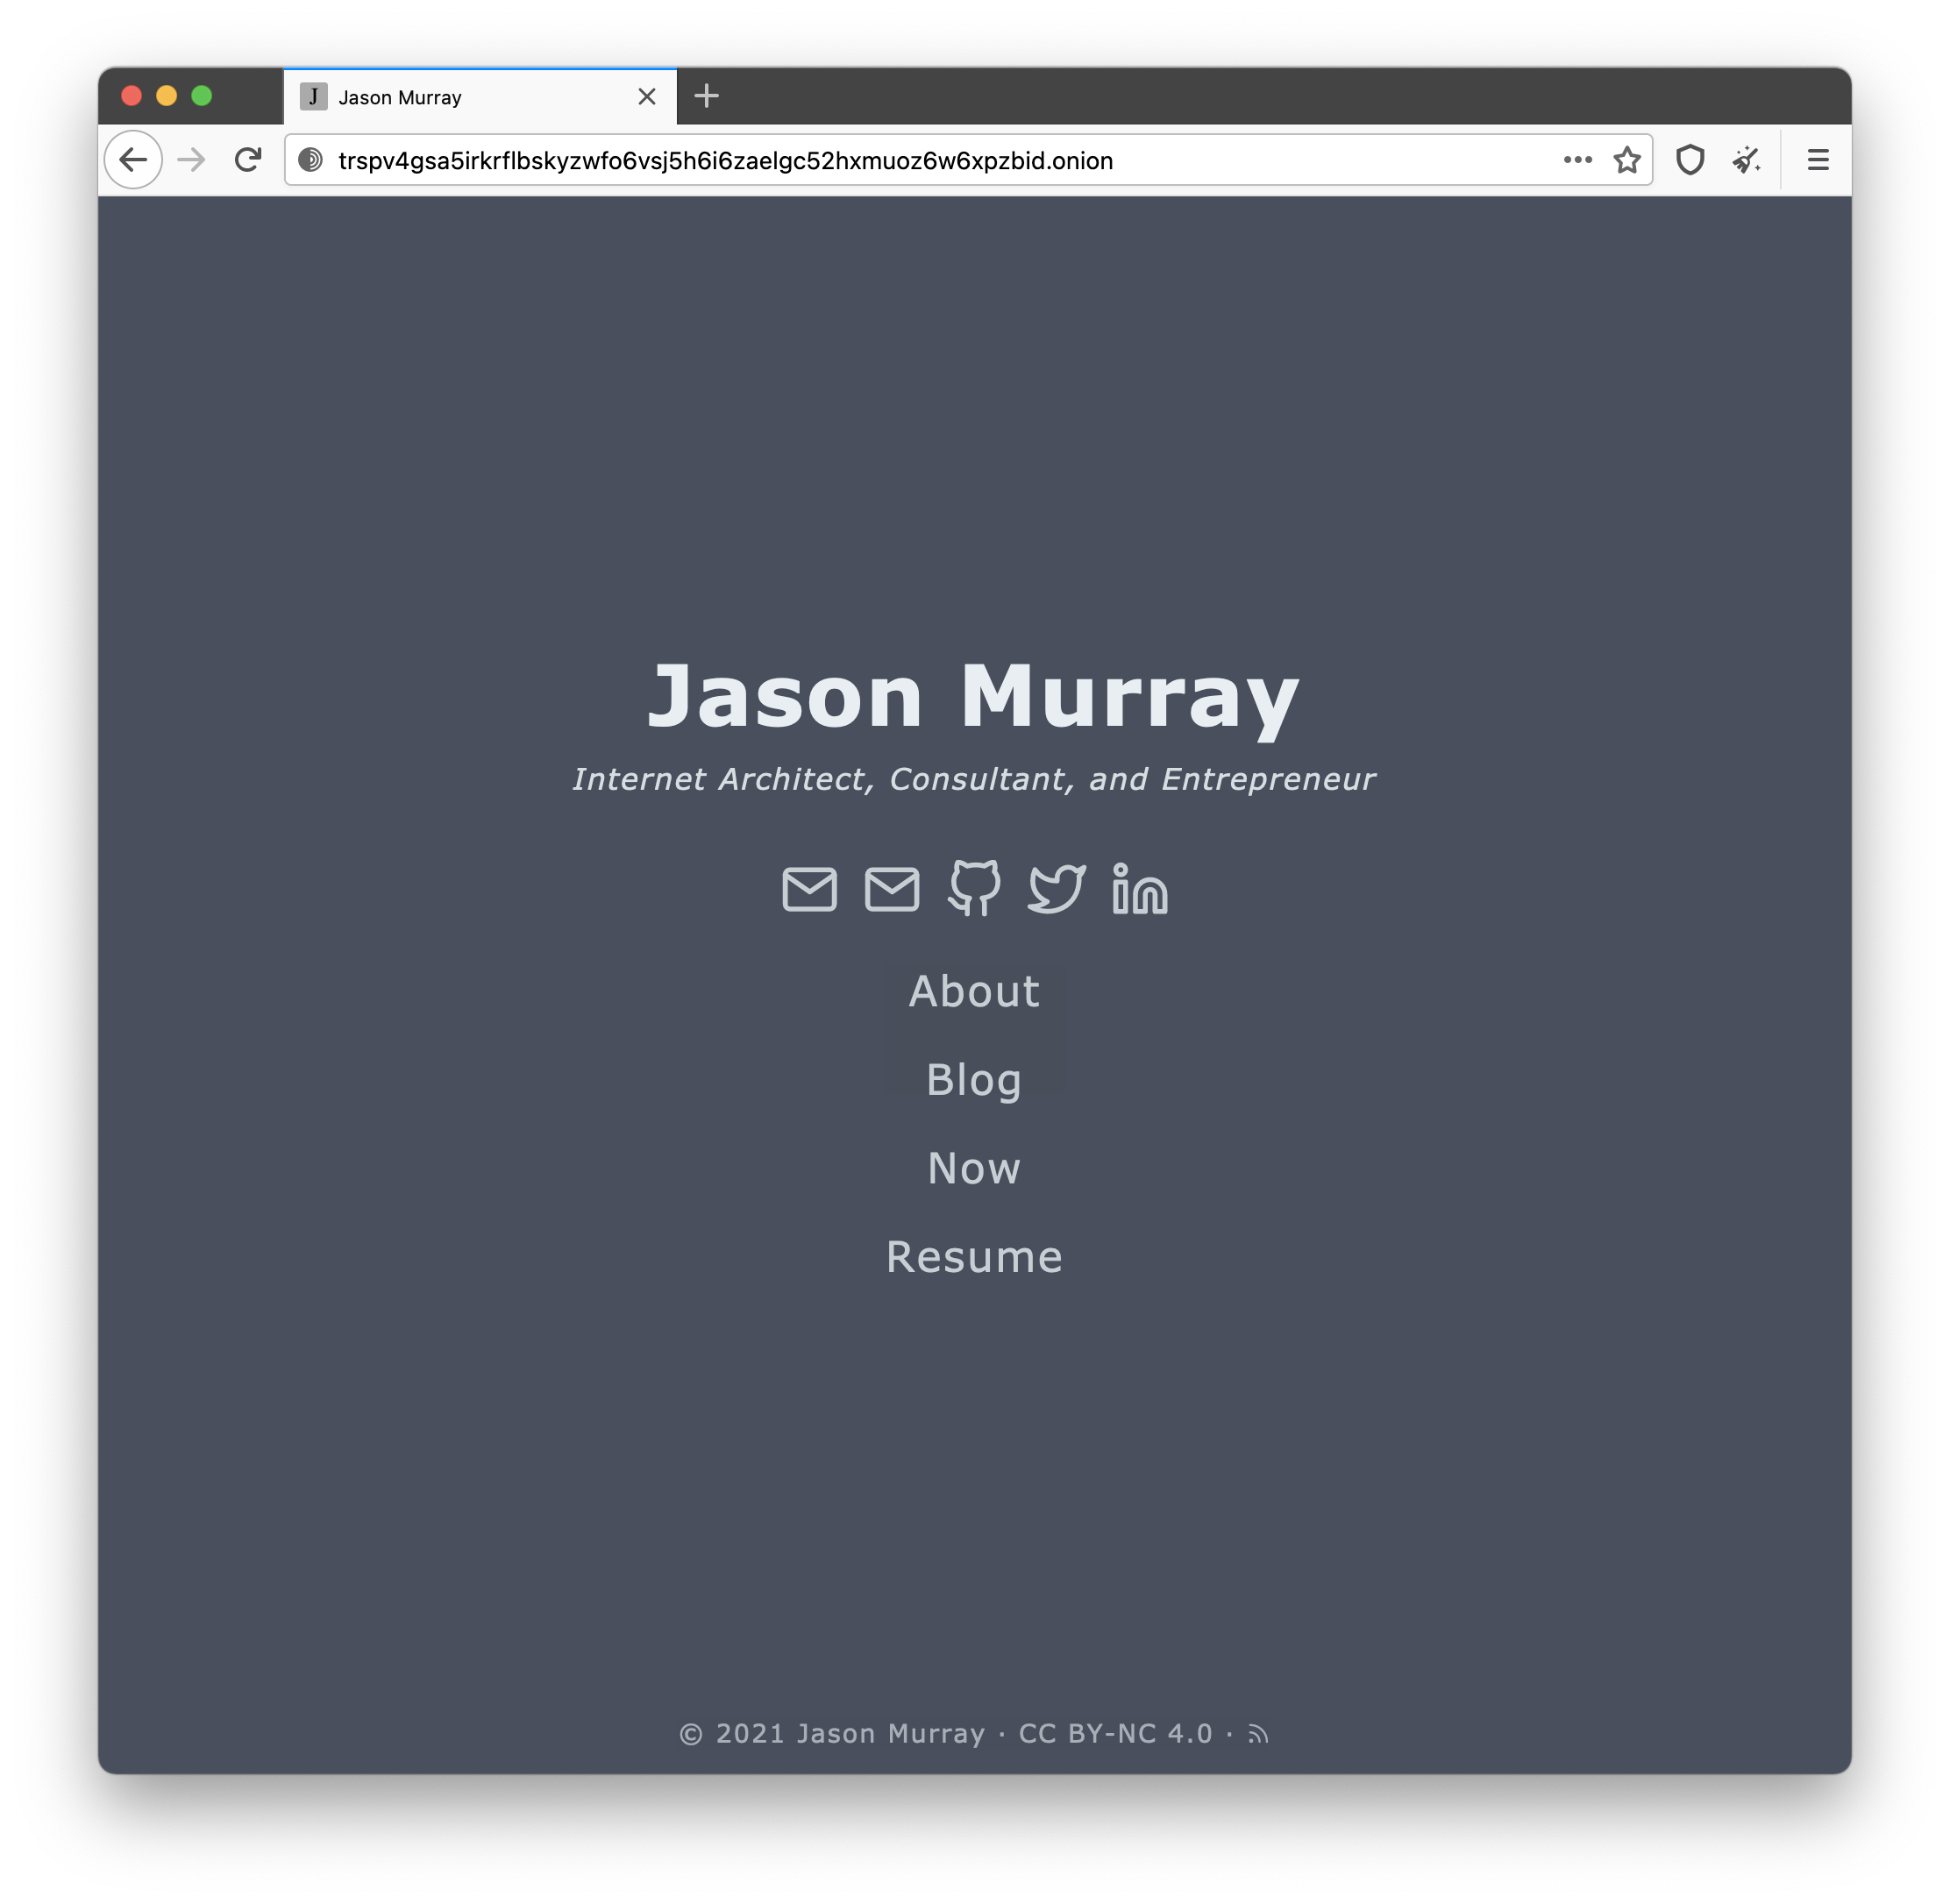 J Jason Murray
trspv4gsa5irkrflbskyzwfo6vsj5h6i6zaelgc52hxmuoz6w6xpzbid.onion
Jason Murray
Internet Architect, Consultant, and Entrepreneur
About
Blog
Now
Resume
© 2021 Jason Murray · CC BY-NC 4.0 ·